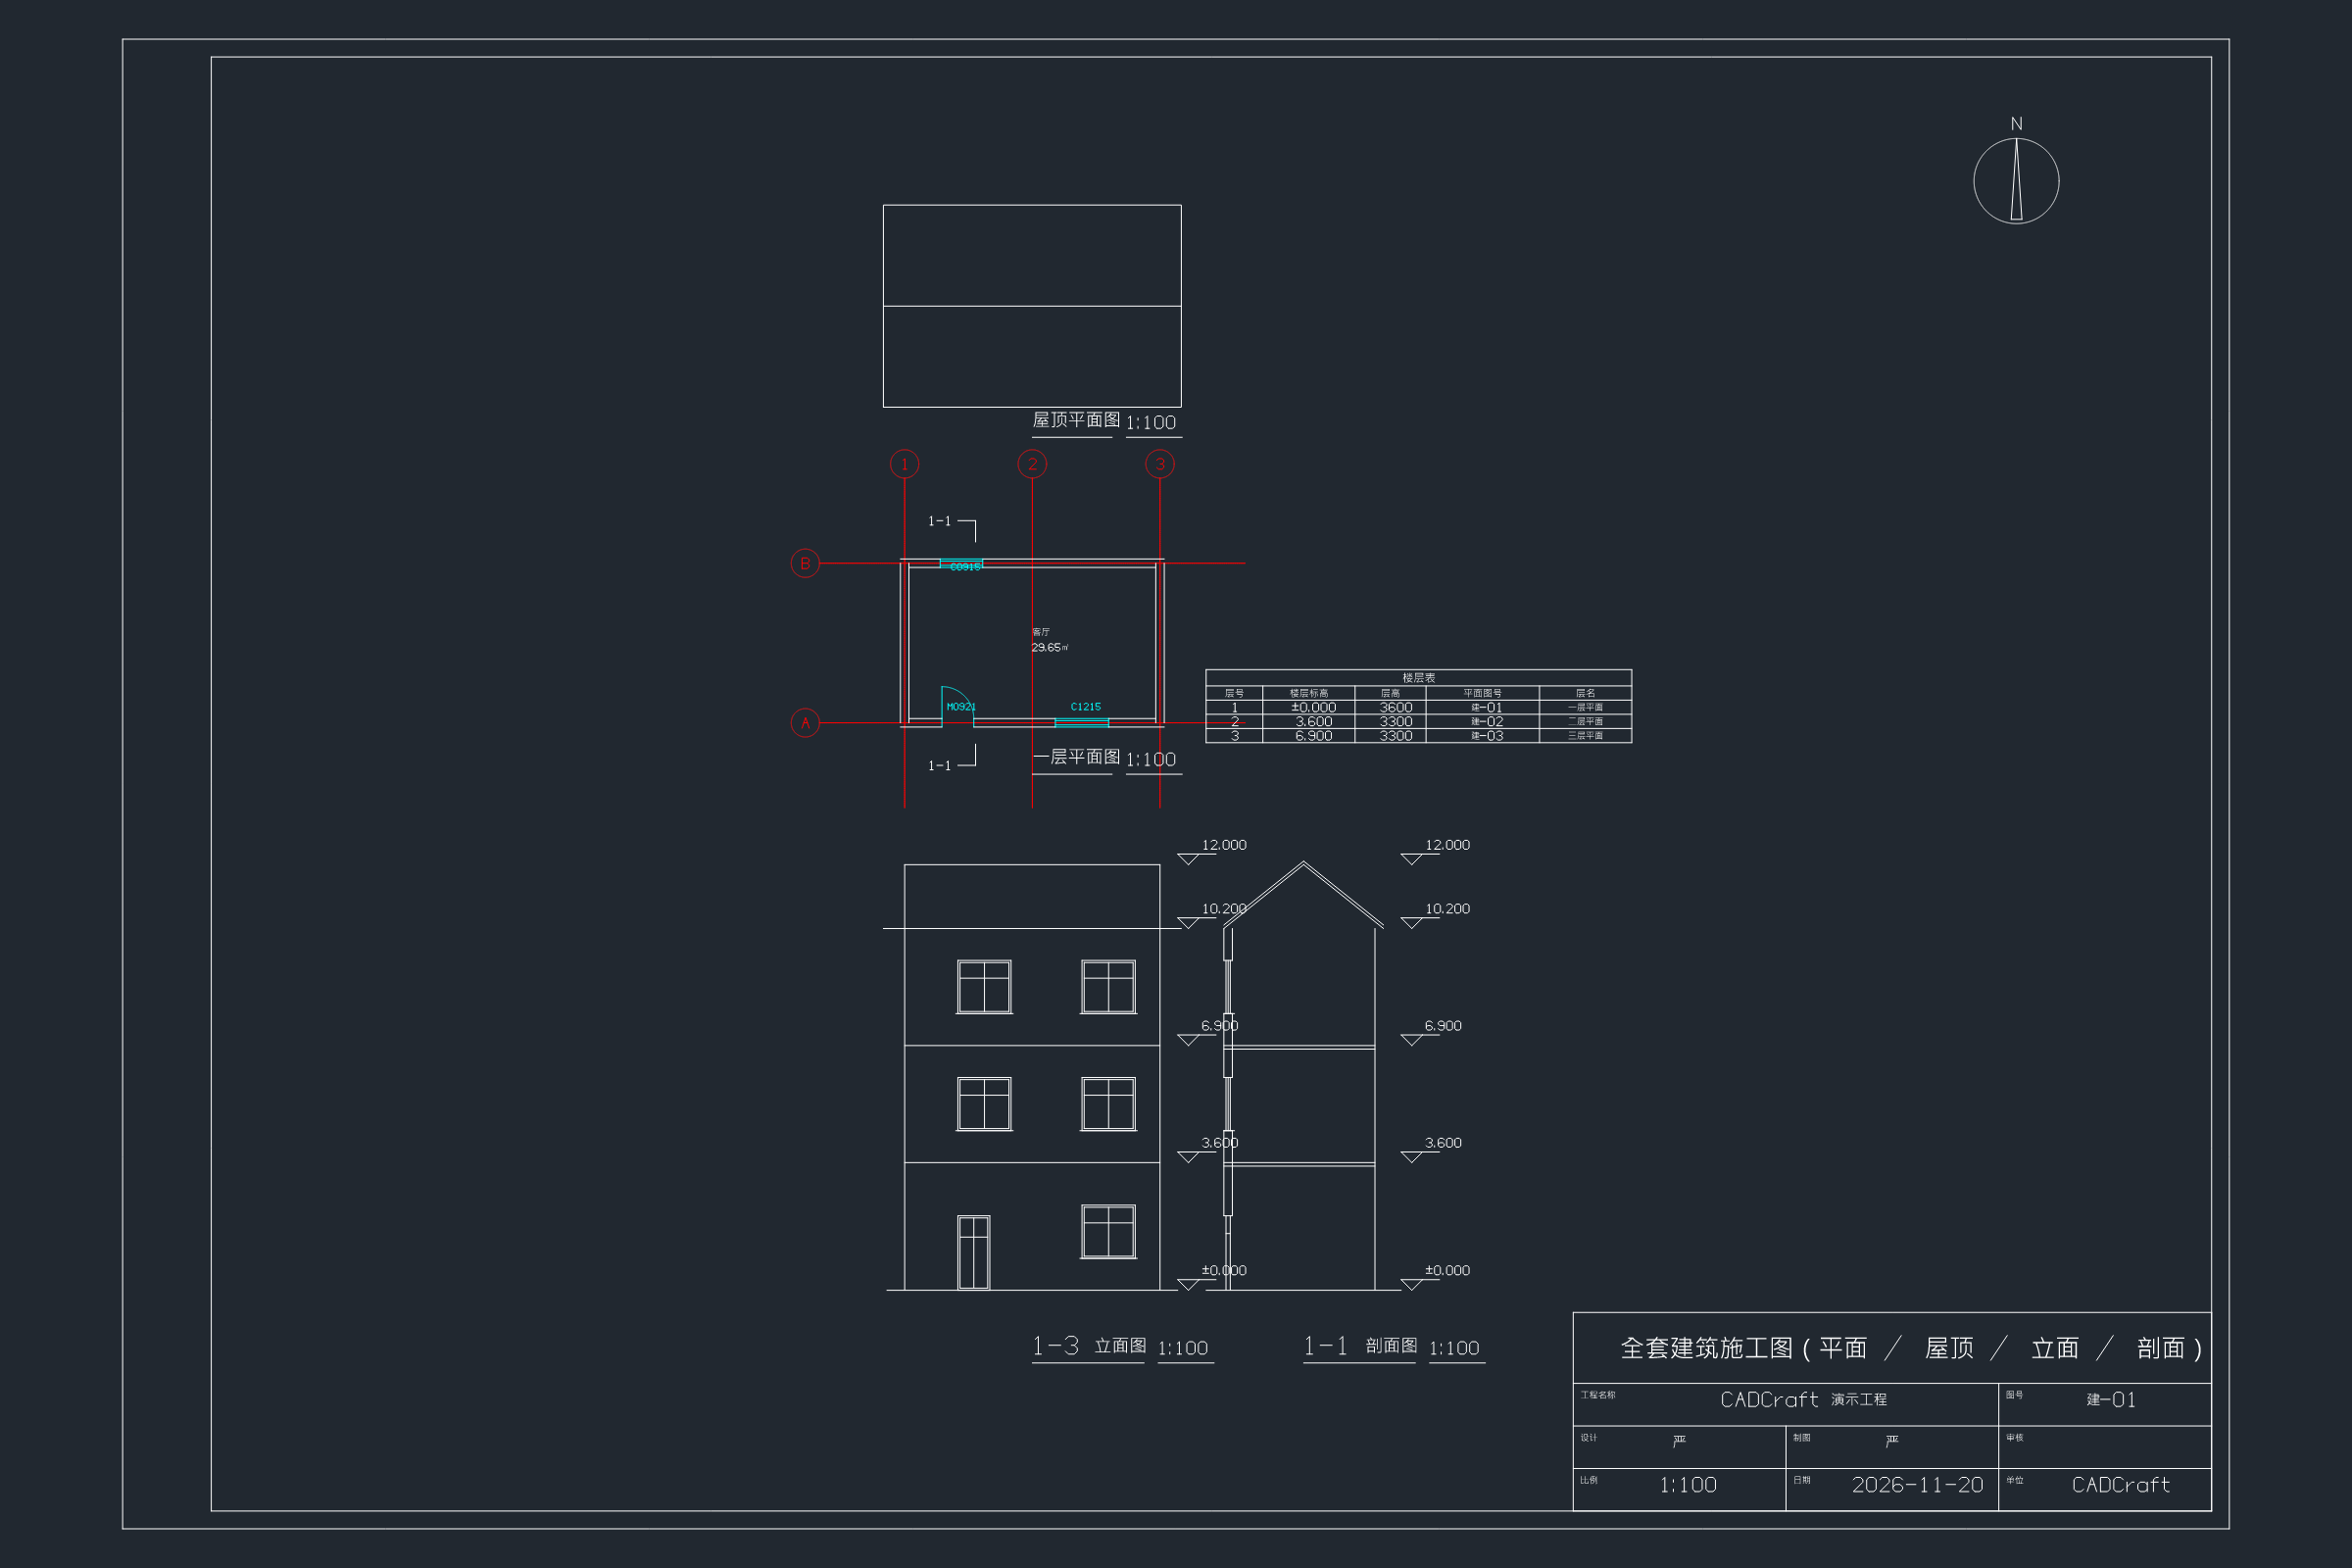 N
屋顶平面图 1:100
1 2 3
1-1
B
C0915
客厅
29.65㎡
M0921 C1215
A
1-1
一层平面图 1:100
楼层表
层号 楼层标高 层高 平面图号 层名
1 ±0.000 3600 建-01 一层平面
2 3.600 3300 建-02 二层平面
3 6.900 3300 建-03 三层平面
12.000 12.000
10.200 10.200
6.900 6.900
3.600 3.600
±0.000 ±0.000
1-3 立面图 1:100
1-1 剖面图 1:100
全套建筑施工图(平面 / 屋顶 / 立面 / 剖面)
工程名称 CADCraft 演示工程 图号 建-01
设计 严 制图 严 审核
比例 1:100 日期 2026-11-20 单位 CADCraft